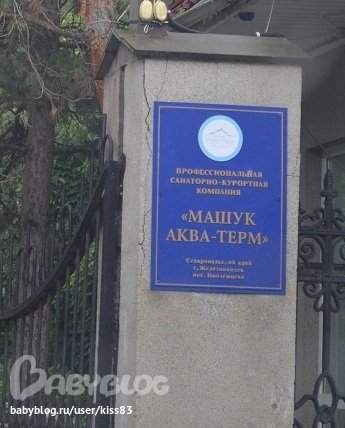 ПРОФЕССИОНАЛЬНАЯ
САНАТОРНО-КУРОРТНАЯ
КОМПАНИЯ
«МАШУК
АКВА-ТЕРМ»
Ставропольский край
г. Железноводск
пос. Иноземцево
BABYBLOG
babyblog.ru/user/kiss83